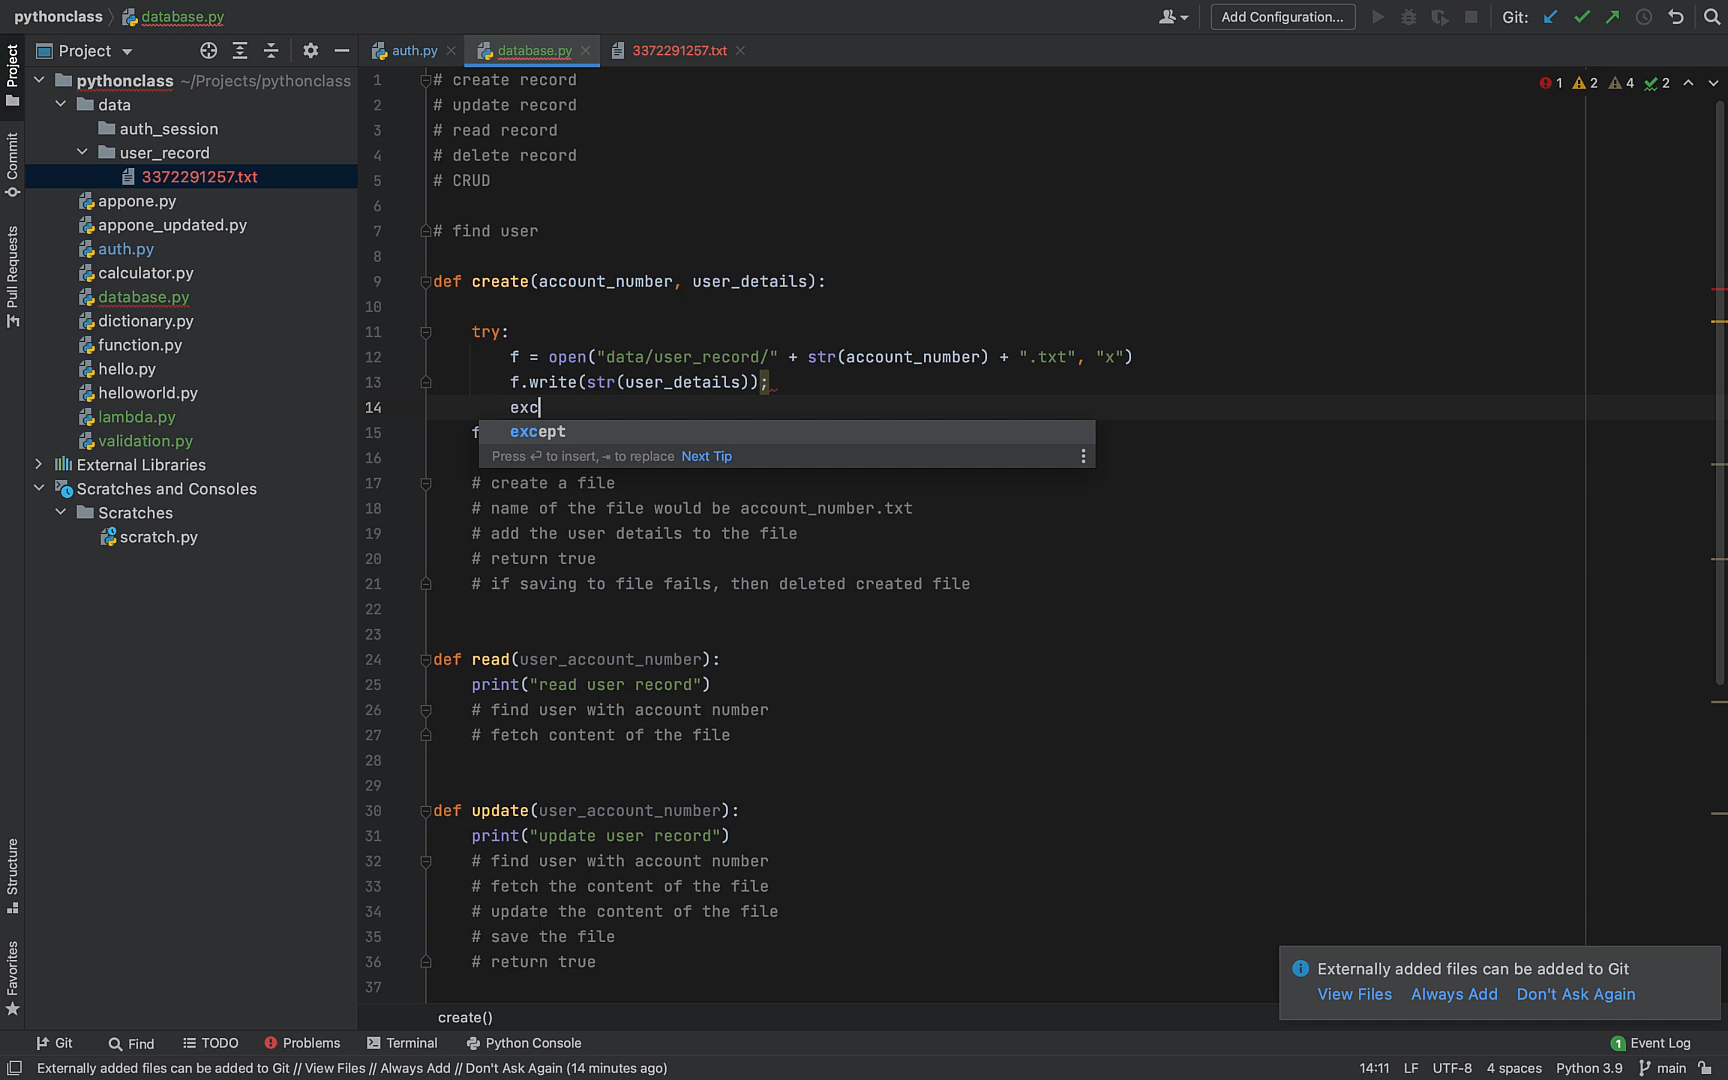 pythonclass database.py
Add Configuration... Git:
Project
auth.py database.py 3372291257.txt
Project
Commit
Pull Requests
Structure
Favorites
pythonclass ~/Projects/pythonclass
data
auth_session
user_record
3372291257.txt
appone.py
appone_updated.py
auth.py
calculator.py
database.py
dictionary.py
function.py
hello.py
helloworld.py
lambda.py
validation.py
External Libraries
Scratches and Consoles
Scratches
scratch.py
1 2 4 2
1 # create record
2 # update record
3 # read record
4 # delete record
5 # CRUD
6
7 # find user
8
9 def create(account_number, user_details):
10
11 try:
12 f = open("data/user_record/" + str(account_number) + ".txt", "x")
13 f.write(str(user_details));
14 exc
15 f
except
16
Press ↵ to insert, ⇥ to replace Next Tip
17 # create a file
18 # name of the file would be account_number.txt
19 # add the user details to the file
20 # return true
21 # if saving to file fails, then deleted created file
22
23
24 def read(user_account_number):
25 print("read user record")
26 # find user with account number
27 # fetch content of the file
28
29
30 def update(user_account_number):
31 print("update user record")
32 # find user with account number
33 # fetch the content of the file
34 # update the content of the file
35 # save the file
36 # return true
37
create()
Externally added files can be added to Git
View Files Always Add Don't Ask Again
Git Find TODO Problems Terminal Python Console 1 Event Log
Externally added files can be added to Git // View Files // Always Add // Don't Ask Again (14 minutes ago) 14:11 LF UTF-8 4 spaces Python 3.9 main